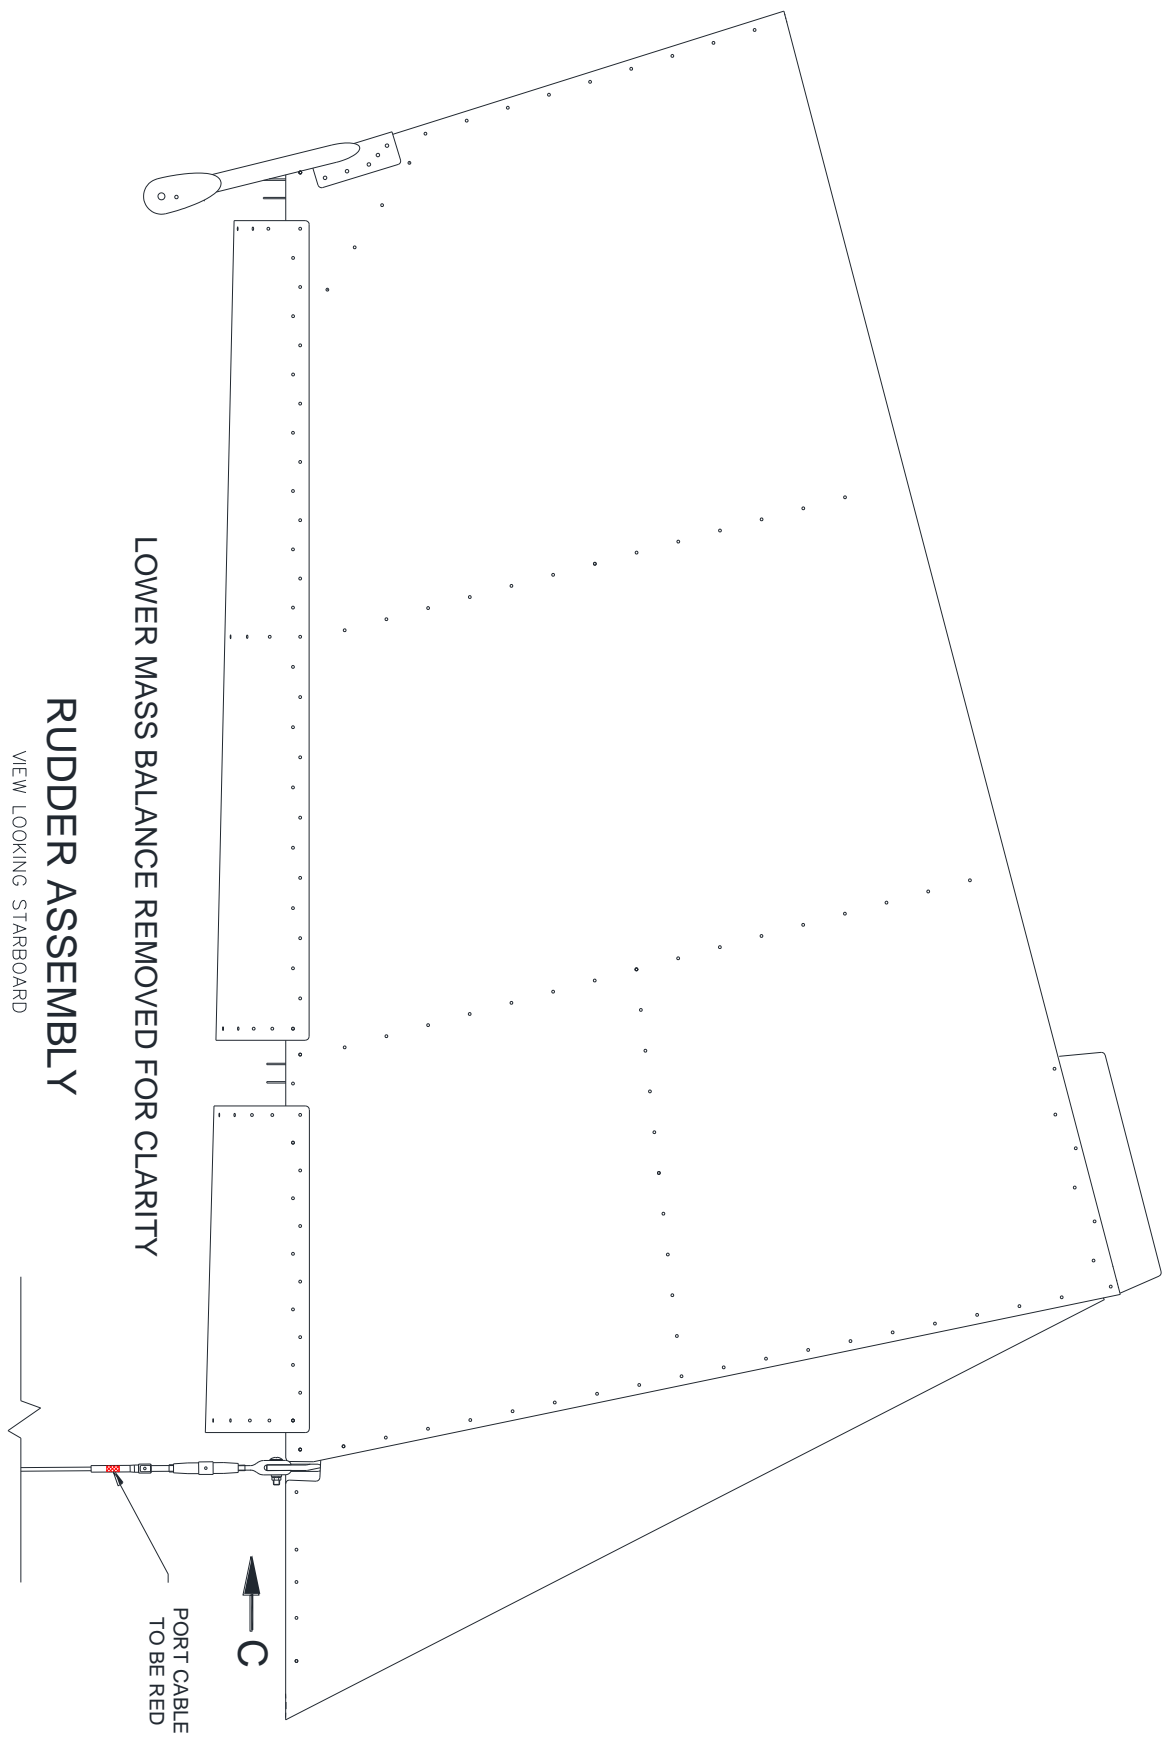 LOWER MASS BALANCE REMOVED FOR CLARITY
RUDDER ASSEMBLY
VIEW LOOKING STARBOARD
C
PORT CABLE
TO BE RED